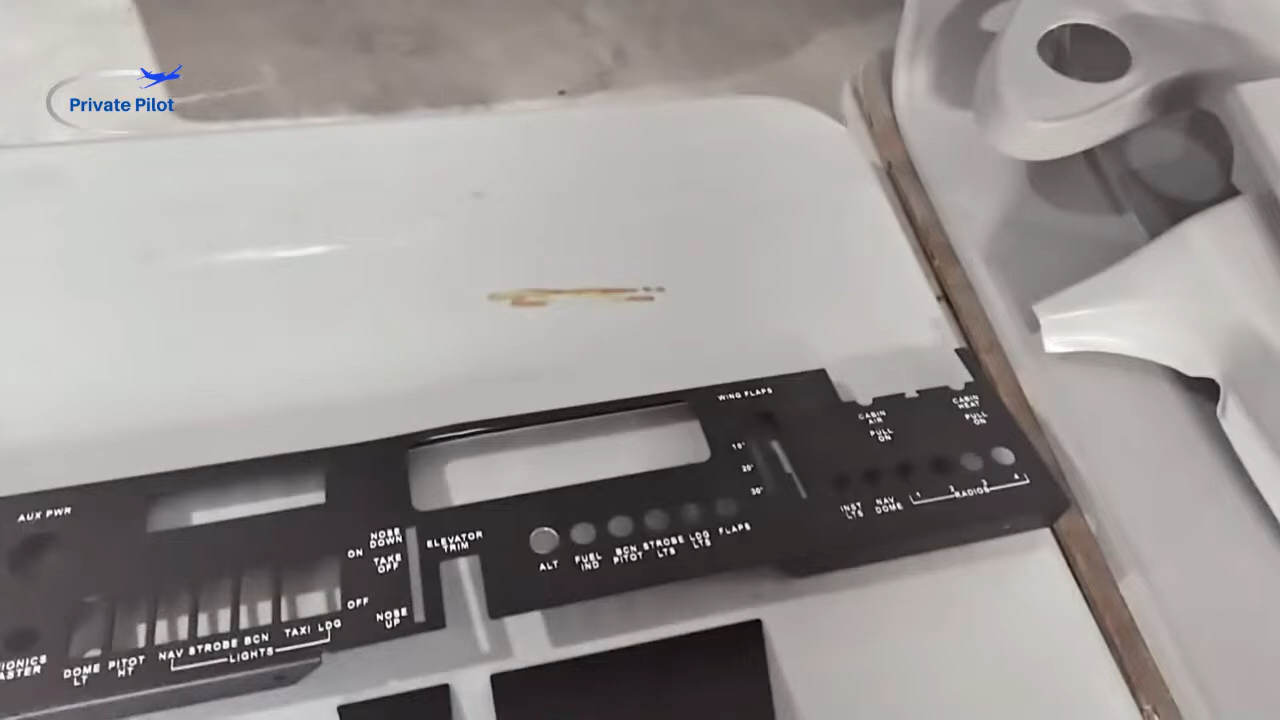 Private Pilot
WING FLAPS
10°
20°
30°
CABIN
AIR
PULL
ON
CABIN
HEAT
PULL
ON
INST
LTS
NAV
DOME
1 2 3 4
RADIOS
AUX PWR
ON
OFF
NOSE
DOWN
TAKE
OFF
NOSE
UP
ELEVATOR
TRIM
ALT
FUEL
IND
BCN
PITOT
STROBE
LTS
LDG
LTS
FLAPS
DOME
LT
PITOT
HT
NAV STROBE BCN TAXI LDG
LIGHTS